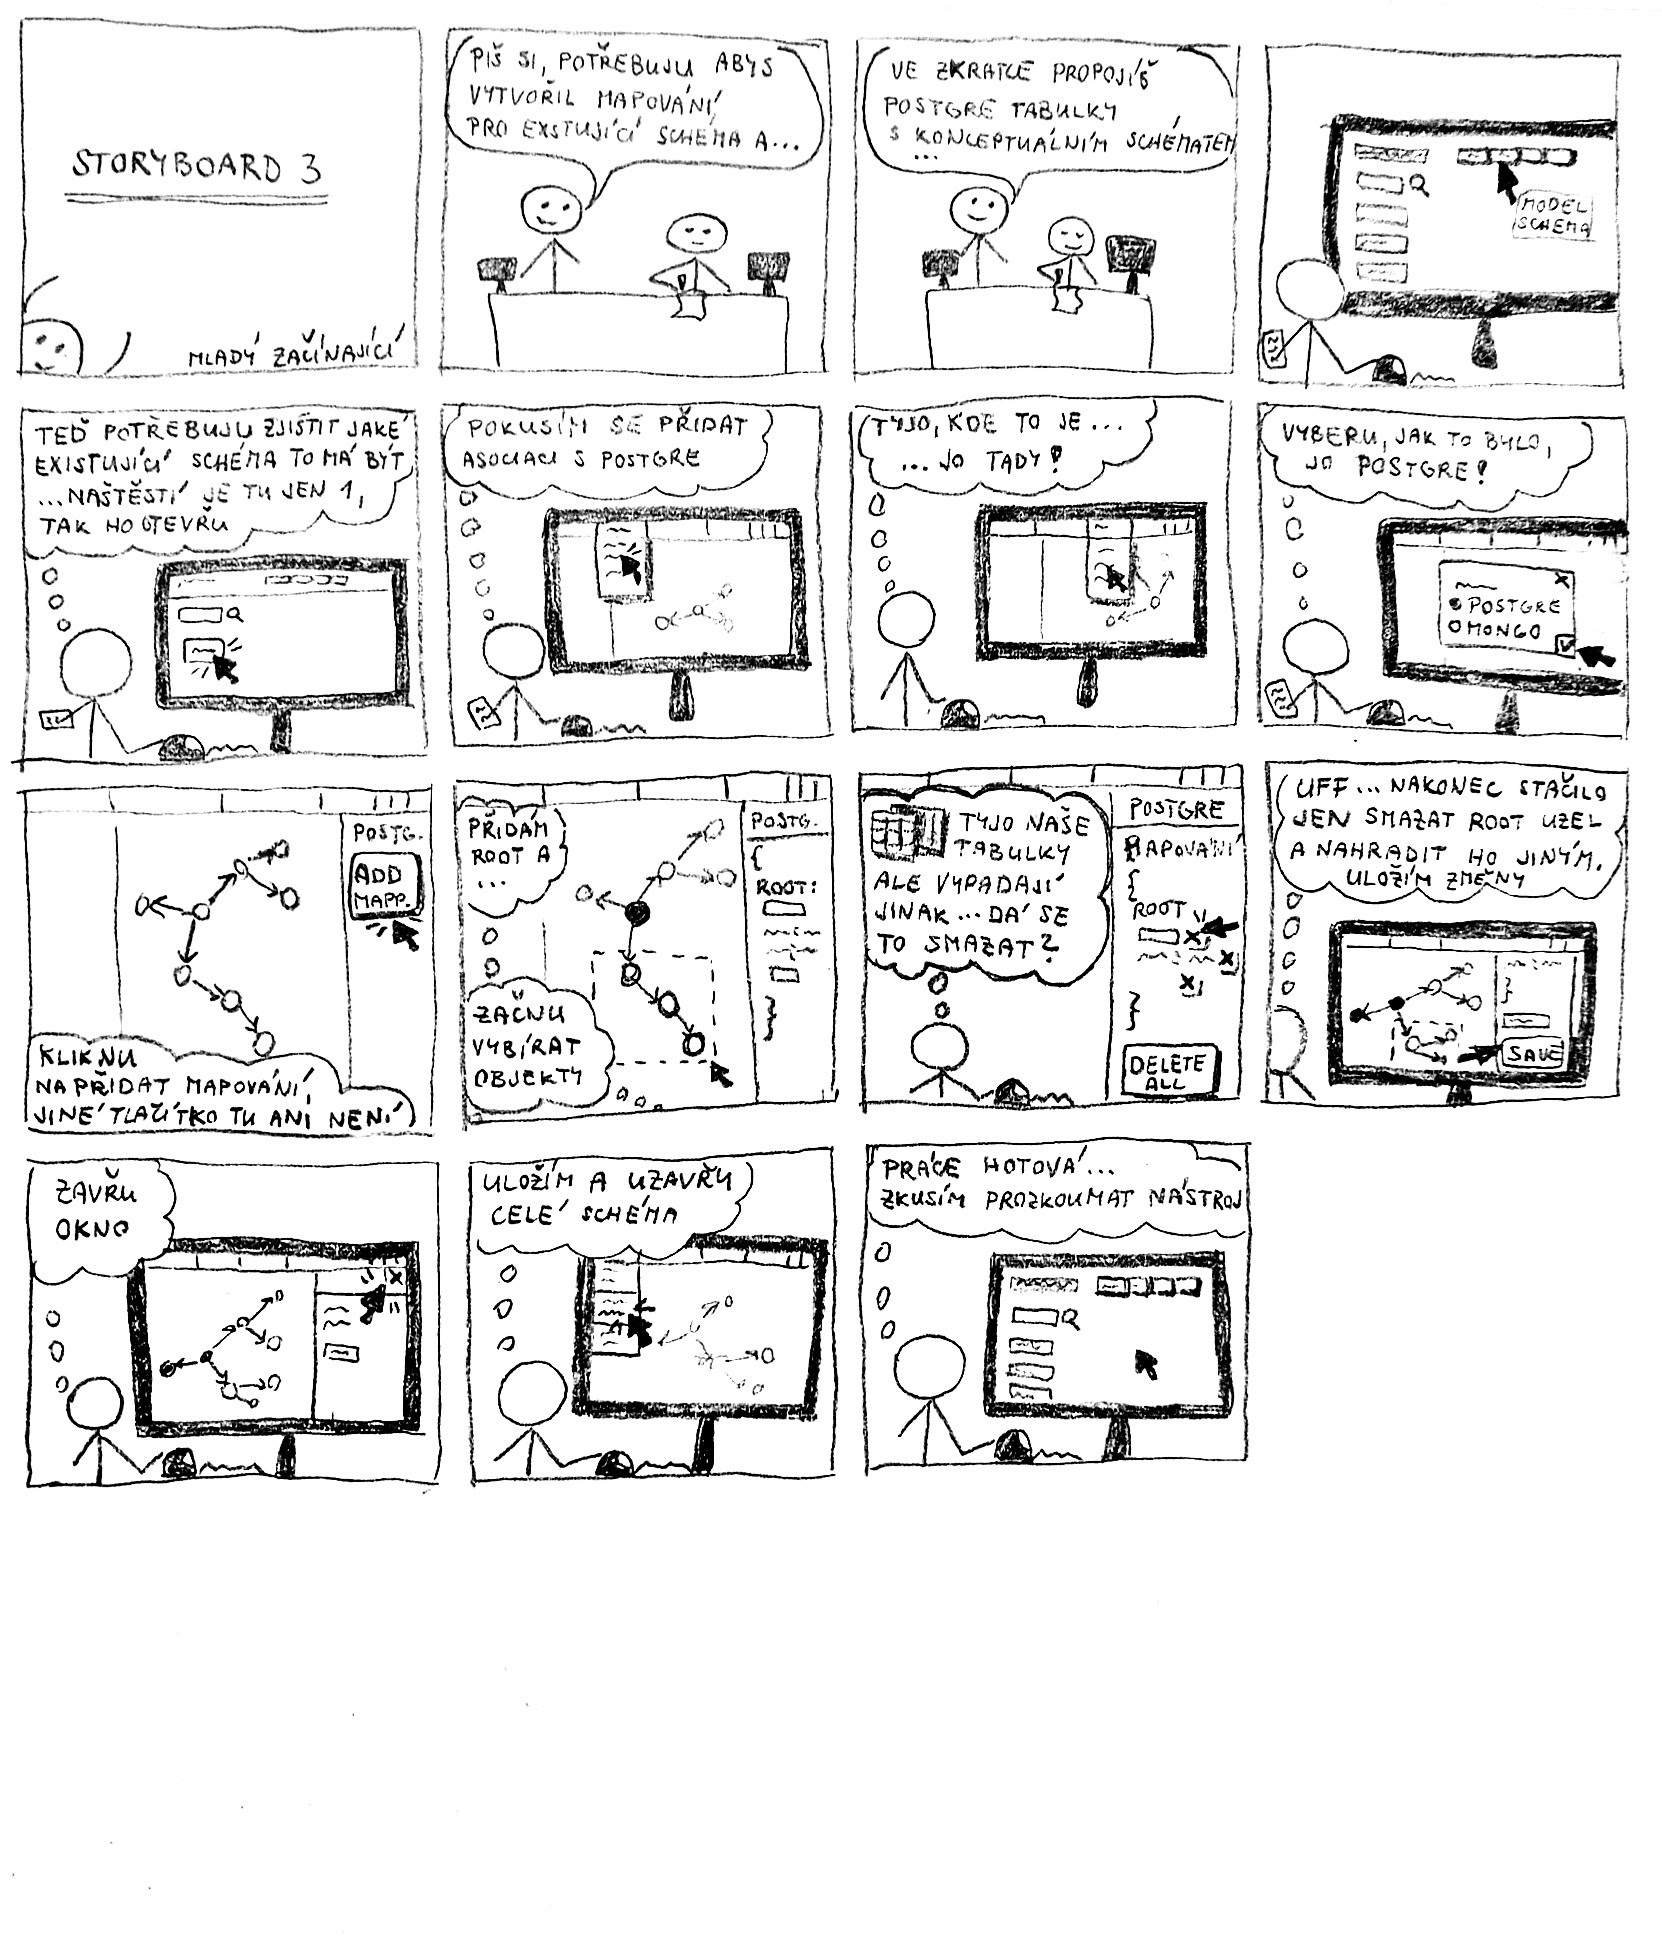 STORYBOARD 3
MLADÝ ZAČÍNAJÍCÍ
PIŠ SI, POTŘEBUJU ABYS
VYTVOŘIL MAPOVÁNÍ,
PRO EXSTUJÍCÍ SCHÉMA A...
VE ZKRATCE PROPOJÍŠ
POSTGRE TABULKY
S KONCEPTUÁLNÍM SCHÉMATEM
...
MODEL
SCHEMA
TEĎ POTŘEBUJU ZJIŠTIT JAKÉ
EXISTUJÍCÍ SCHÉMA TO MÁ BÝT
...NAŠTĚSTÍ JE TU JEN 1,
TAK HO OTEVŘU
POKUSÍM SE PŘIDAT
ASOCIACI S POSTGRE
TYJO, KDE TO JE...
...JO TADY!
VYBERU, JAK TO BYLO,
JO POSTGRE!
POSTGRE
MONGO
POSTG.
ADD
MAPP.
KLIKNU
NA PŘIDAT MAPOVÁNÍ,
JINÉ TLAČÍTKO TU ANI NENÍ
PŘIDÁM
ROOT A
...
ZAČNU
VYBÍRAT
OBJEKTY
POSTG.
{
ROOT:
}
TYJO NAŠE
TABULKY
ALE VYPADAJÍ
JINAK... DÁ SE
TO SMAZAT?
POSTGRE
MAPOVÁNÍ
{
ROOT
}
DELETE
ALL
UFF... NAKONEC STAČILO
JEN SMAZAT ROOT UZEL
A NAHRADIT HO JINÝM.
ULOŽÍM ZMĚNY
}
SAVE
ZAVŘU
OKNO
ULOŽÍM A UZAVŘU
CELÉ SCHÉMA
PRÁCE HOTOVÁ...
ZKUSÍM PROZKOUMAT NÁSTROJ